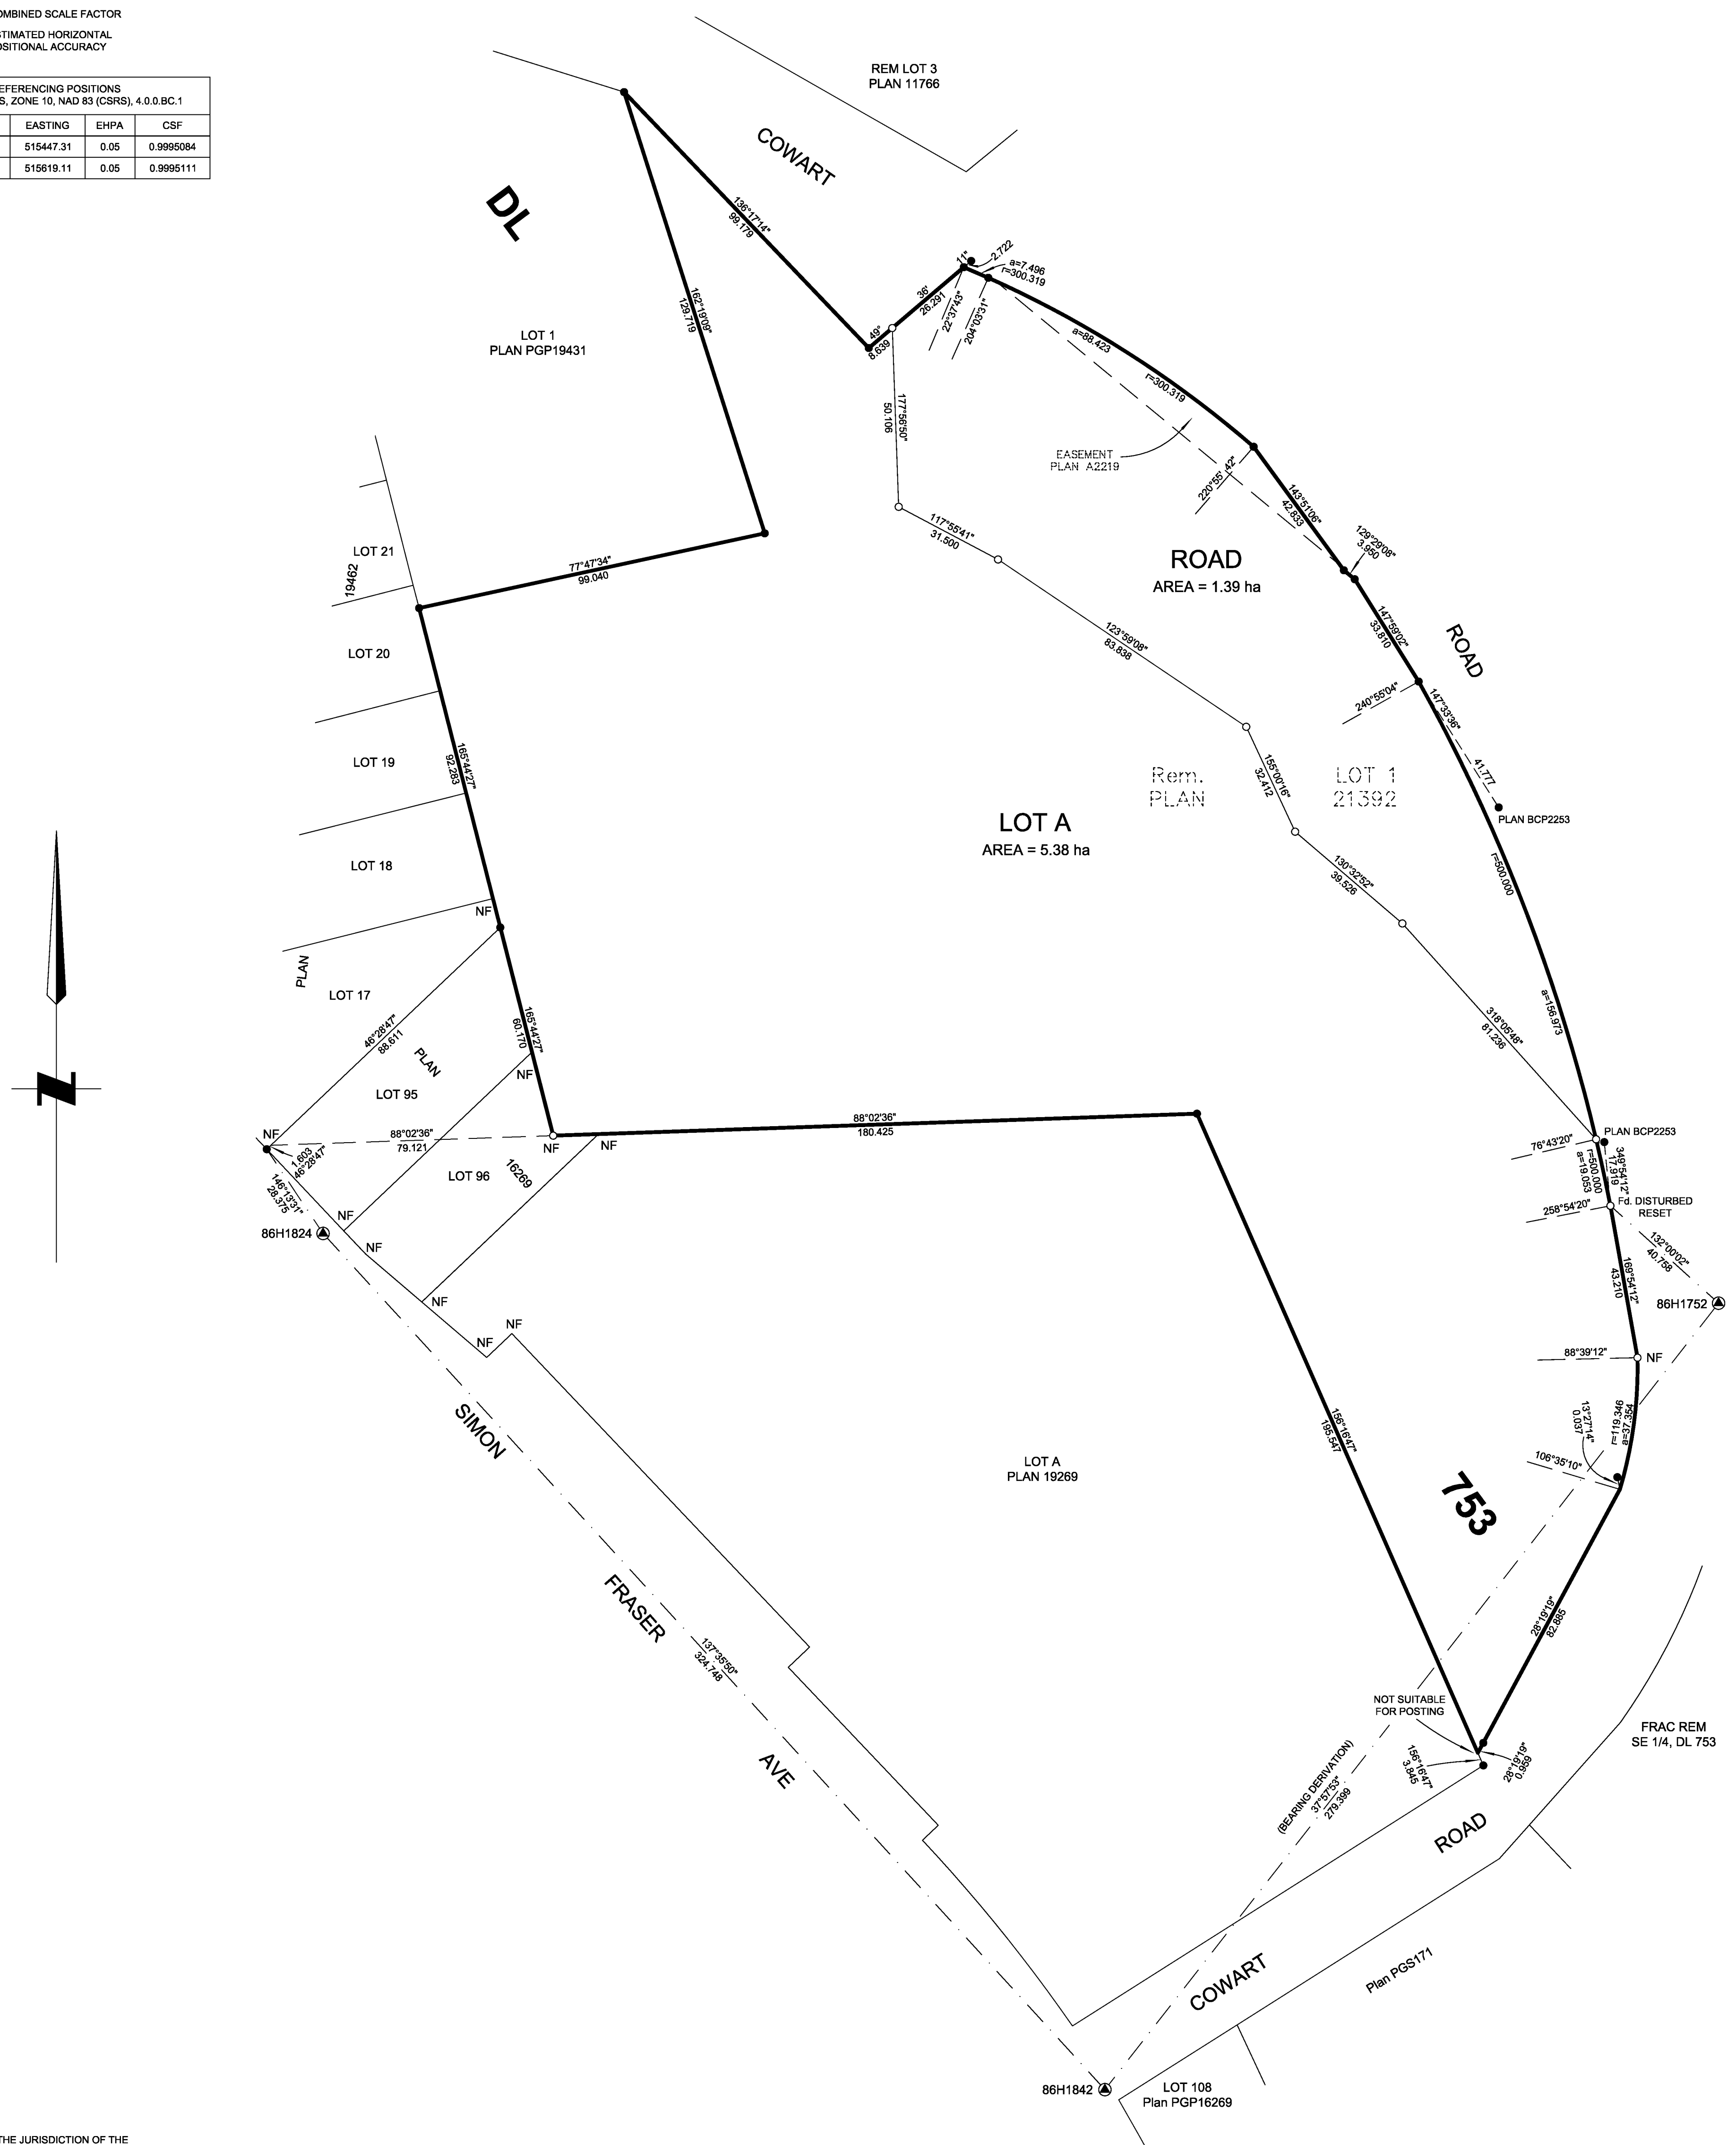 OMBINED SCALE FACTOR
STIMATED HORIZONTAL
OSITIONAL ACCURACY
EFERENCING POSITIONS
S, ZONE 10, NAD 83 (CSRS), 4.0.0.BC.1
EASTING EHPA CSF
515447.31 0.05 0.9995084
515619.11 0.05 0.9995111
REM LOT 3
PLAN 11766
COWART
DL
136°17'14"
99.179
162°19'09"
129.719
LOT 1
PLAN PGP19431
49° 36' 11"
8.639
26.291
2.722
a=7.496
r=300.319
22°37'43"
204°03'31"
a=88.423
r=300.319
177°56'50"
50.106
EASEMENT
PLAN A2219
220°55' 42"
143°51'06"
42.833
129°29'08"
3.950
117°55'41"
31.500
ROAD
AREA = 1.39 ha
LOT 21
19462
77°47'34"
99.040
147°59'02"
33.810
ROAD
123°59'08"
83.838
LOT 20
240°55'04"
147°33'36"
41.777
PLAN BCP2253
LOT 19
165°44'27"
92.283
155°00'16"
32.412
Rem. LOT 1
PLAN 21392
LOT A
AREA = 5.38 ha
LOT 18
130°32'52"
39.526
r=500.000
NF
PLAN
LOT 17
a=156.973
318°05'48"
81.236
46°28'47"
88.611
165°44'27"
60.170
PLAN
NF
LOT 95
88°02'36"
180.425
NF
88°02'36"
79.121
NF
NF
1.603
46°28'47"
146°13'31"
28.375
LOT 96
16269
PLAN BCP2253
76°43'20"
r=500.000
a=19.053
349°54'12"
17.919
Fd. DISTURBED
RESET
258°54'20"
132°00'02"
40.758
86H1824
NF
NF
NF
NF
NF
169°54'12"
43.210
86H1752
88°39'12"
NF
13°27'14"
0.037
r=119.346
a=37.354
106°35'10"
SIMON
156°16'47"
195.547
LOT A
PLAN 19269
753
FRASER
28°19'19"
82.885
137°35'50"
324.748
NOT SUITABLE
FOR POSTING
FRAC REM
SE 1/4, DL 753
156°16'47"
3.845
28°19'19"
0.959
AVE
(BEARING DERIVATION)
37°57'53"
279.399
ROAD
COWART
Plan PGS171
86H1842
LOT 108
Plan PGP16269
THE JURISDICTION OF THE
N